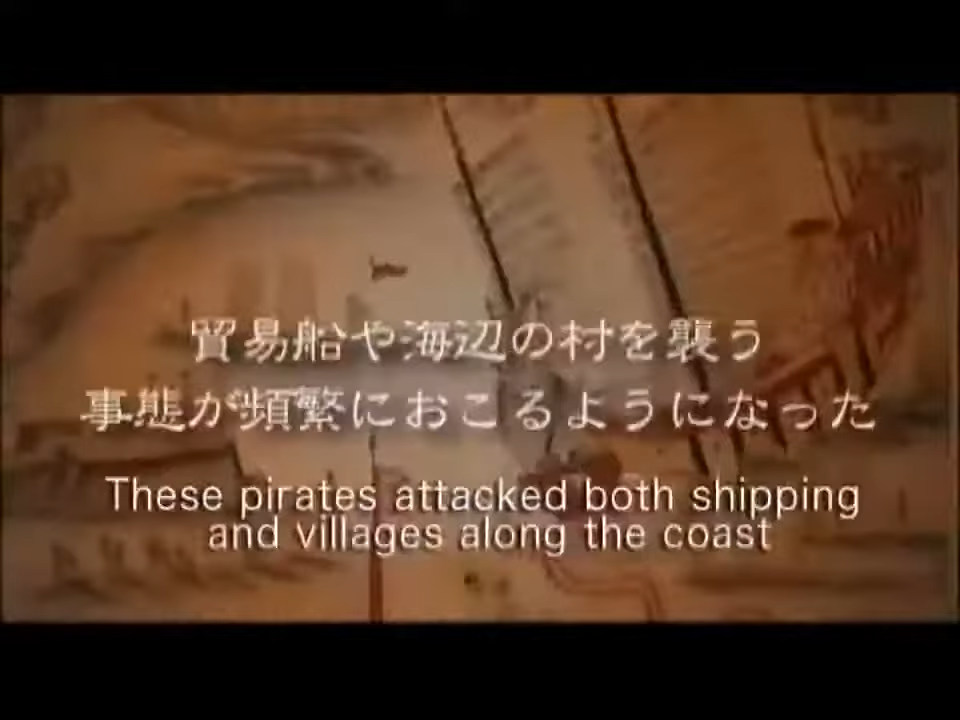 貿易船や海辺の村を襲う
事態が頻繁におこるようになった
These pirates attacked both shipping
and villages along the coast